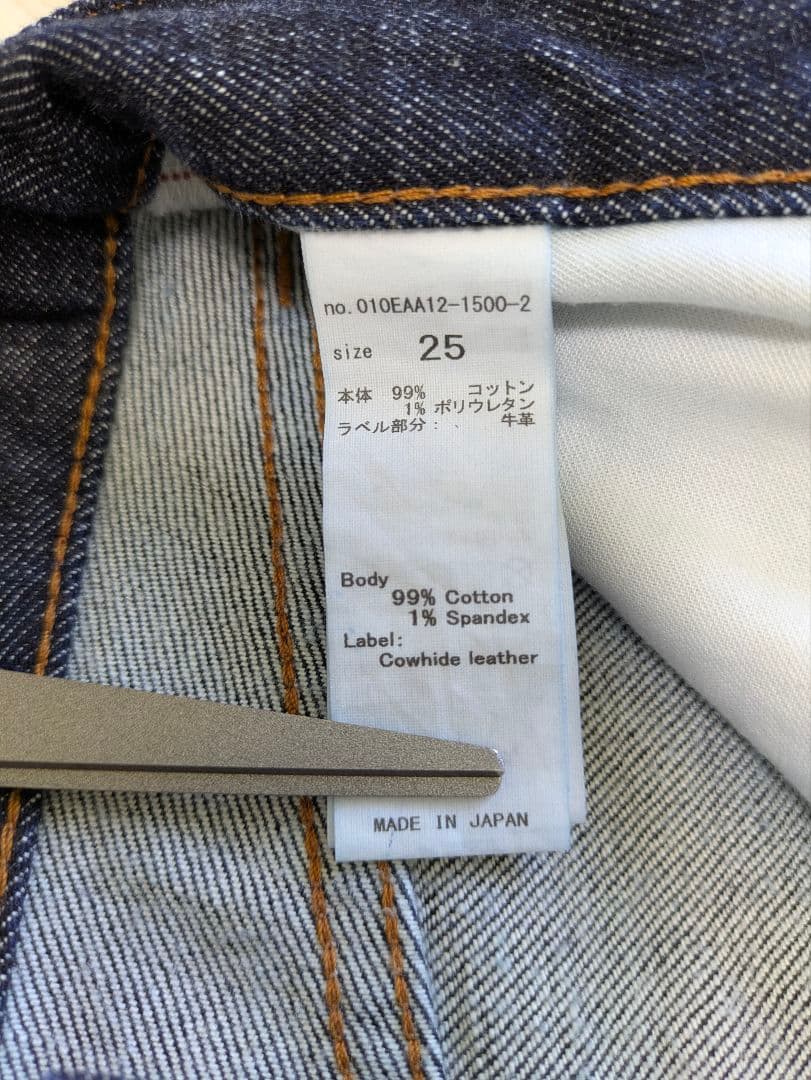 no.010EAA12-1500-2
size 25
本体 99% コットン
1% ポリウレタン
ラベル部分: 、 牛革
Body
99% Cotton
1% Spandex
Label:
Cowhide leather
MADE IN JAPAN